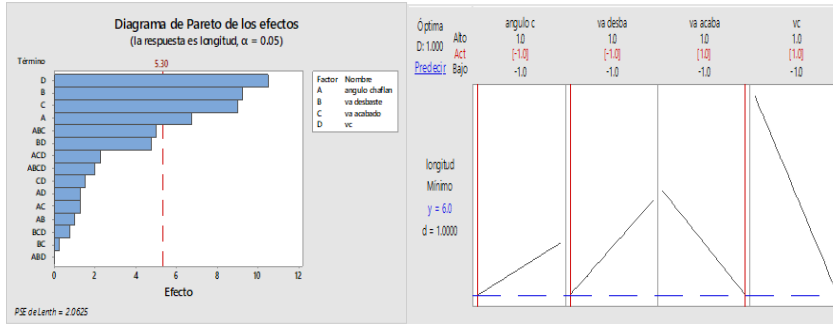 Diagrama de Pareto de los efectos
(la respuesta es longitud, α = 0.05)
Término
5.30
D
B
C
A
ABC
BD
ACD
ABCD
CD
AD
AC
AB
BCD
BC
ABD
0 2 4 6 8 10 12
Efecto
PSE de Lenth = 2.0625
Factor Nombre
A angulo chaflan
B va desbaste
C va acabado
D vc
Óptima
D: 1.000
Predecir
angulo c va desba va acaba vc
Alto 1.0 1.0 1.0 1.0
Act [-1.0] [-1.0] [1.0] [1.0]
Bajo -1.0 -1.0 -1.0 -1.0
longitud
Mínimo
y = 6.0
d = 1.0000